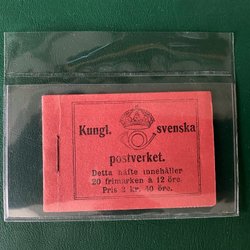 Kungl. svenska
postverket.
Detta häfte innehåller
20 frimärken à 12 öre.
Pris 2 kr. 40 öre.